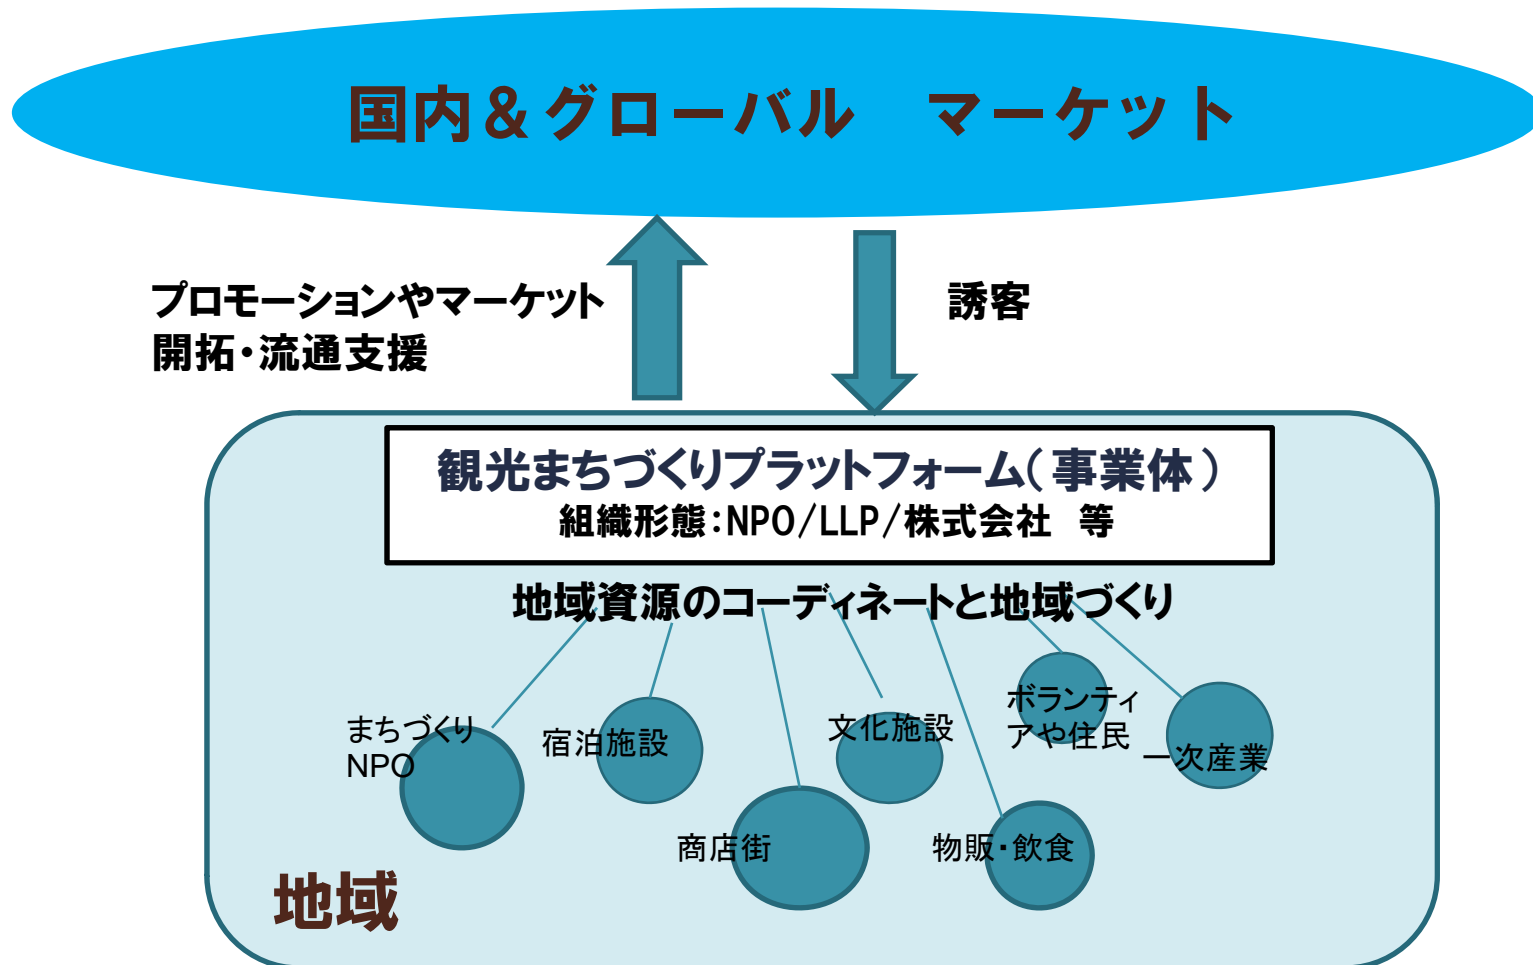 国内&グローバル　マーケット
プロモーションやマーケット
開拓・流通支援
誘客
観光まちづくりプラットフォーム(事業体)
組織形態:NPO/LLP/株式会社　等
地域資源のコーディネートと地域づくり
まちづくり
NPO
宿泊施設
商店街
文化施設
物販・飲食
ボランティ
アや住民
一次産業
地域